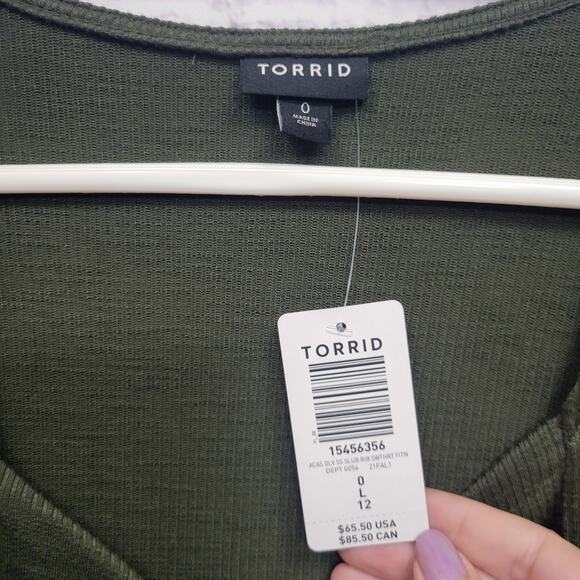 TORRID
0
MADE IN
CHINA
TORRID
15456356
ACAS OLV SS SLUB RIB SWTHRT FITN
DEPT 0054 21FAL1
0
L
12
$65.50 USA
$85.50 CAN